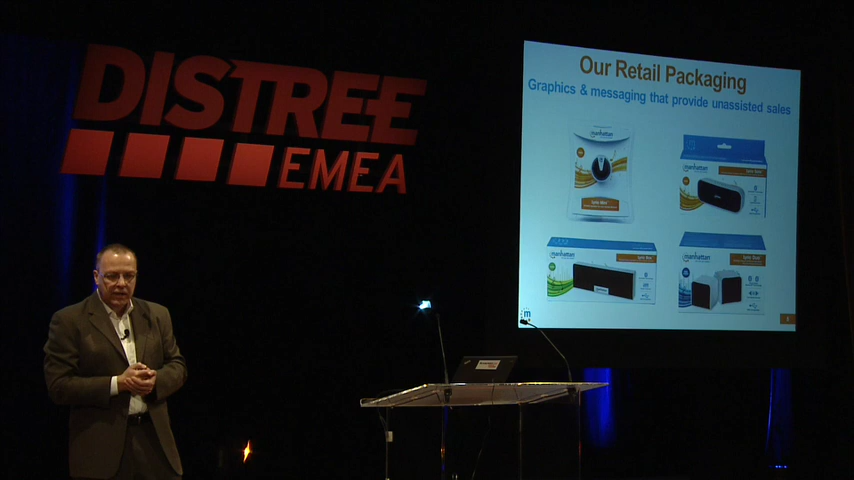 DISTREE
EMEA
Our Retail Packaging
Graphics & messaging that provide unassisted sales
manhattan
manhattan
manhattan
manhattan
m